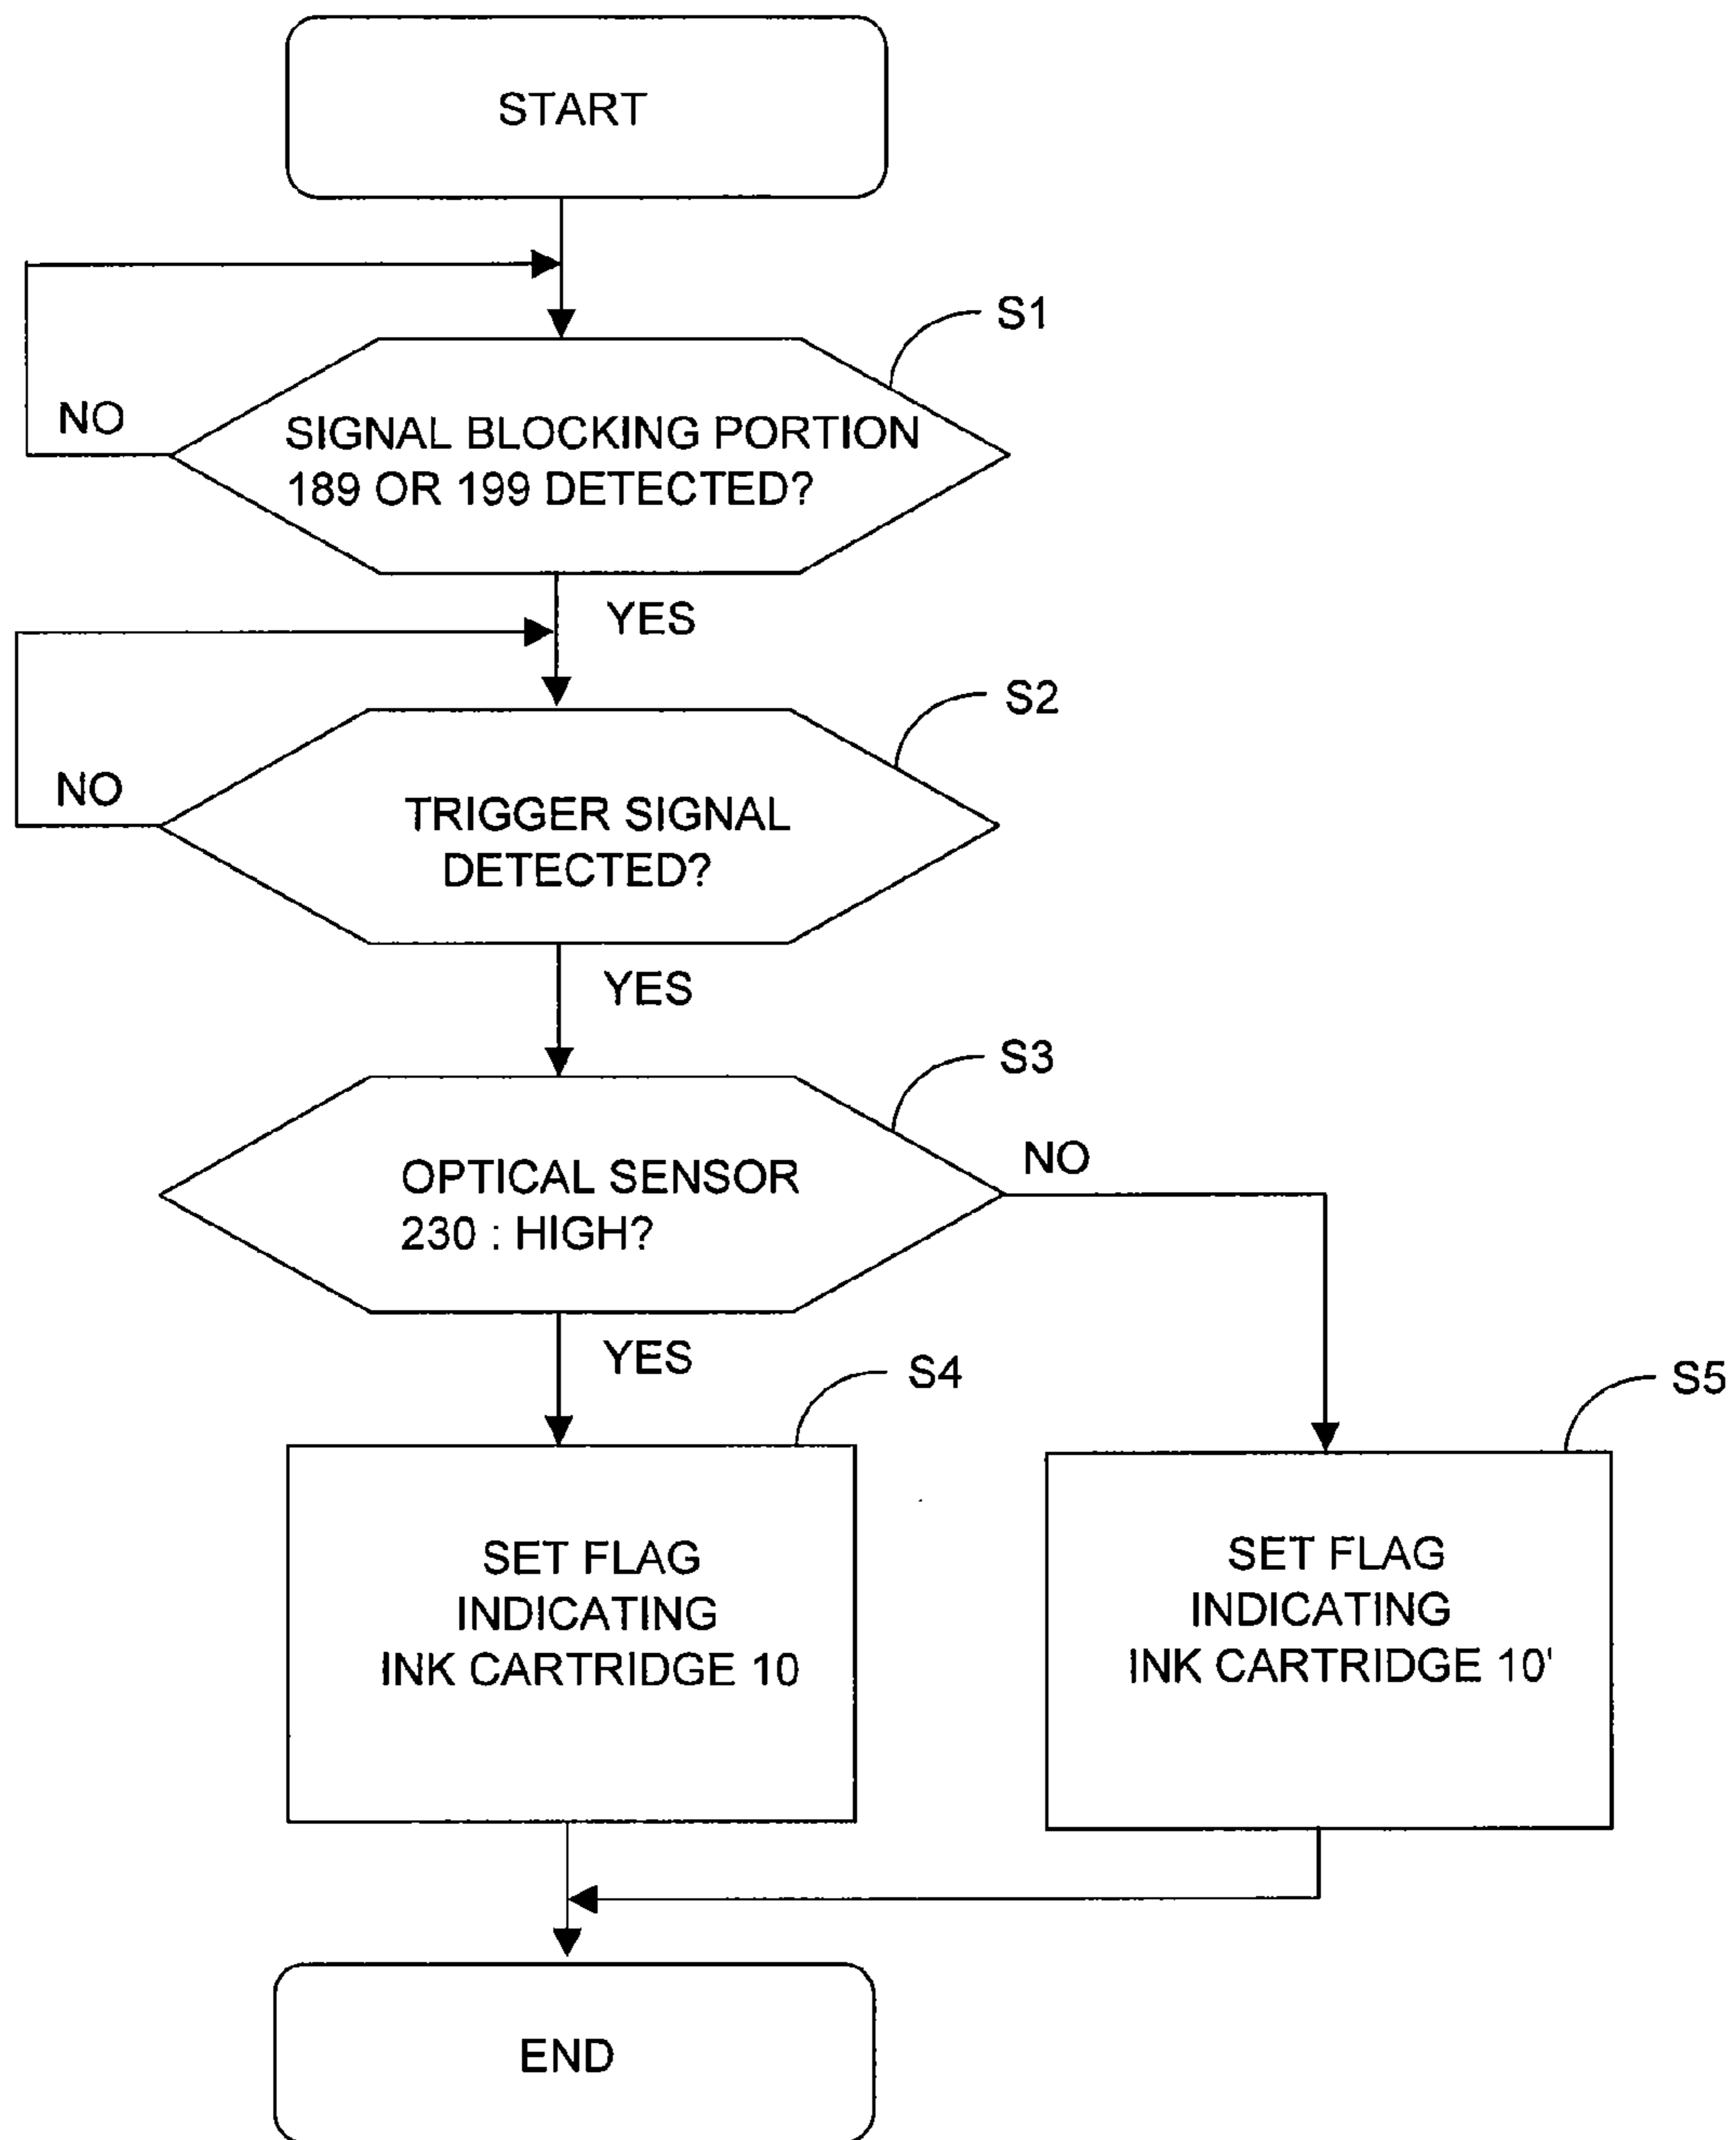 START
S1
NO
SIGNAL BLOCKING PORTION
189 OR 199 DETECTED?
YES
S2
NO
TRIGGER SIGNAL
DETECTED?
YES
S3
NO
OPTICAL SENSOR
230 : HIGH?
YES
S4
S5
SET FLAG
INDICATING
INK CARTRIDGE 10
SET FLAG
INDICATING
INK CARTRIDGE 10'
END